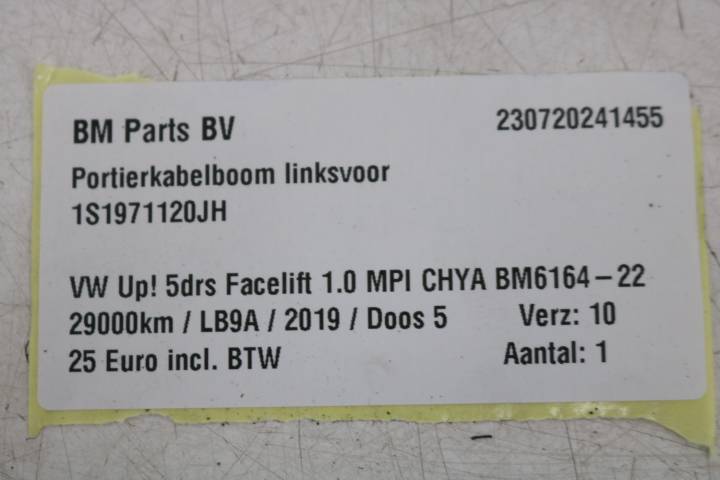 BM Parts BV 230720241455
Portierkabelboom linksvoor
1S1971120JH
VW Up! 5drs Facelift 1.0 MPI CHYA BM6164-22
29000km / LB9A / 2019 / Doos 5 Verz: 10
25 Euro incl. BTW Aantal: 1